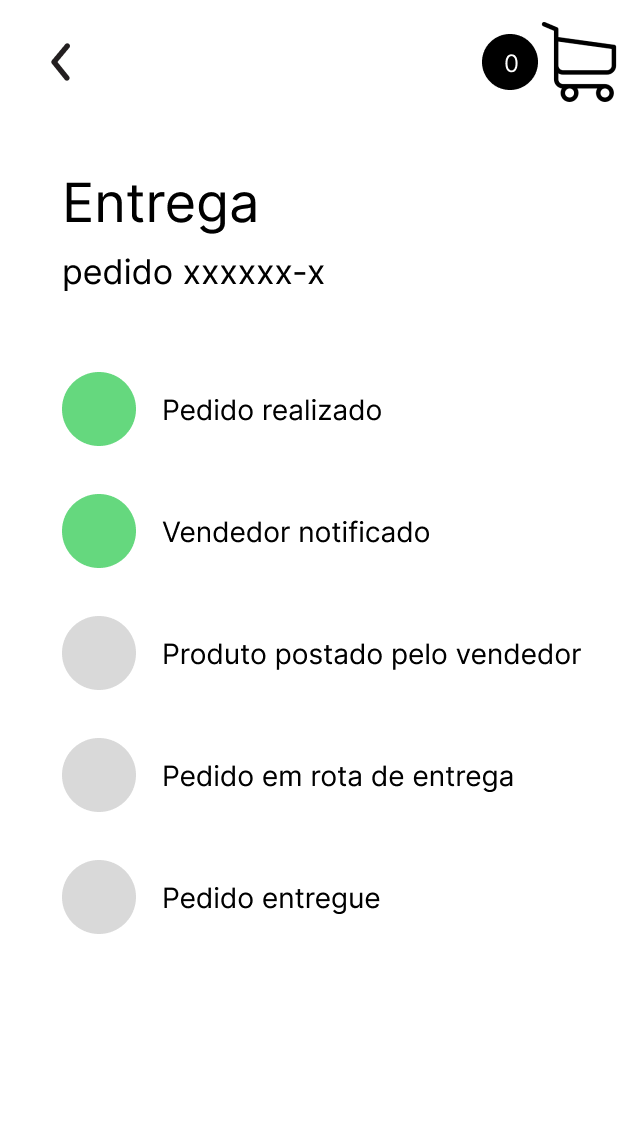 0
Entrega
pedido xxxxxx-x
Pedido realizado
Vendedor notificado
Produto postado pelo vendedor
Pedido em rota de entrega
Pedido entregue